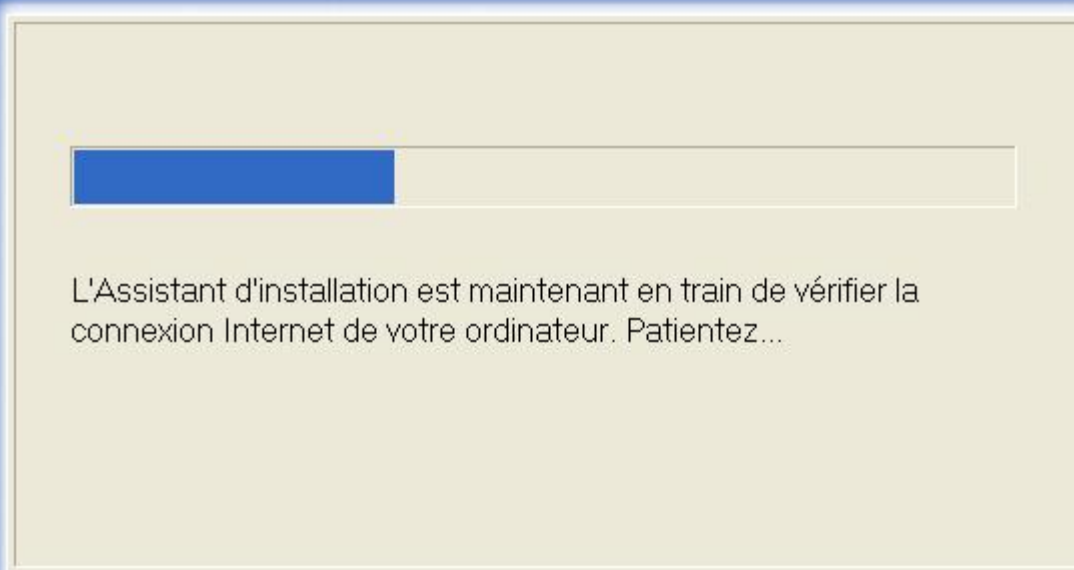 L'Assistant d'installation est maintenant en train de vérifier la
connexion Internet de votre ordinateur. Patientez...